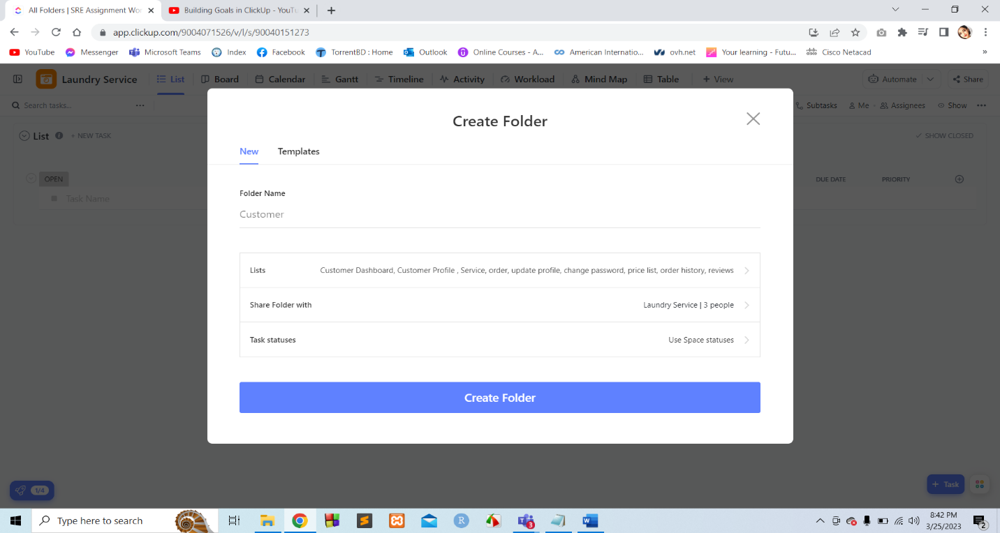 All Folders | SRE Assignment Wor
Building Goals in ClickUp - YouTu
app.clickup.com/9004071526/v/l/s/90040151273
YouTube Messenger Microsoft Teams Index Facebook TorrentBD : Home Outlook Online Courses - A... American Internatio... ovh.net Your learning - Futu... Cisco Netacad »
Laundry Service List Board Calendar Gantt Timeline Activity Workload Mind Map Table + View Automate Share
Search tasks... Subtasks Me Assignees Show
List + NEW TASK SHOW CLOSED
OPEN DUE DATE PRIORITY
Task Name
Create Folder
New Templates
Folder Name
Customer
Lists Customer Dashboard, Customer Profile , Service, order, update profile, change password, price list, order history, reviews
Share Folder with Laundry Service | 3 people
Task statuses Use Space statuses
Create Folder
1/4
+ Task
Type here to search
R
3
W
8:42 PM
3/25/2023
2